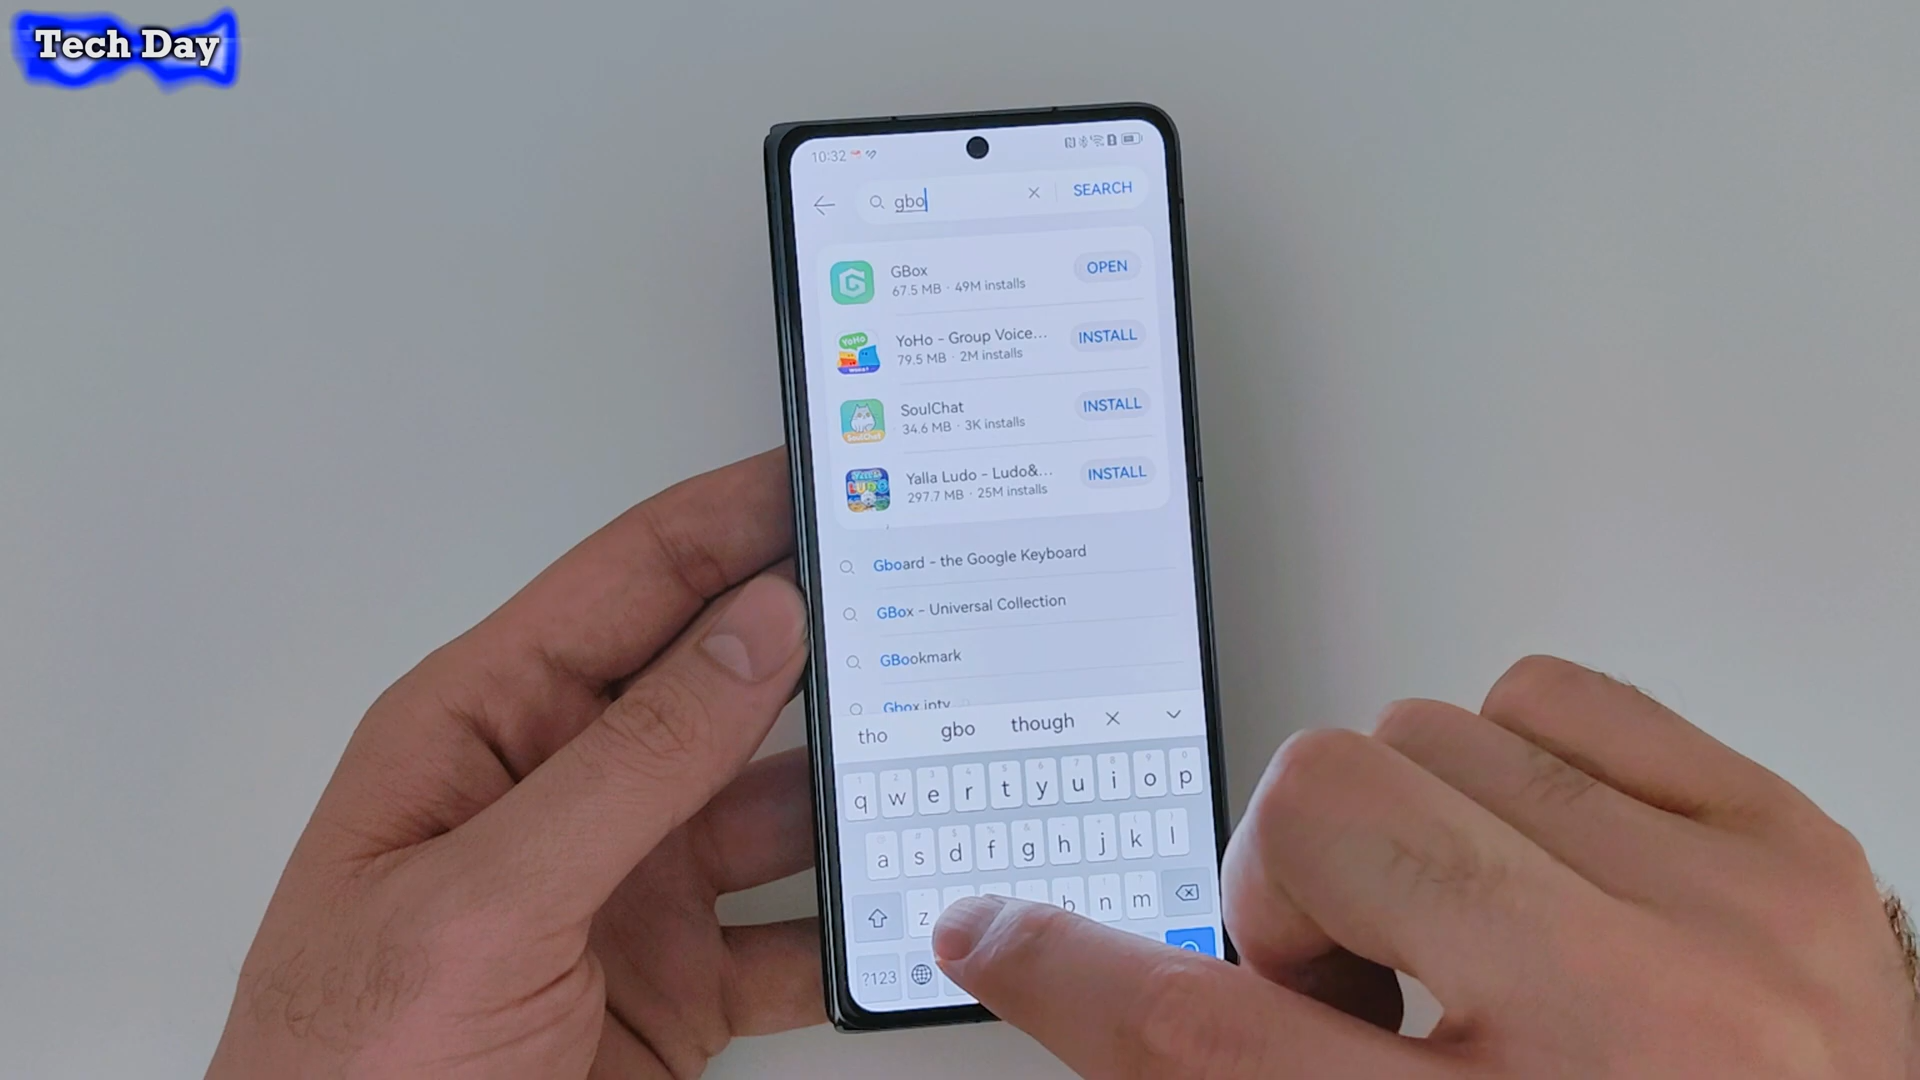 Tech Day
10:32
gbo
SEARCH
GBox
67.5 MB · 49M installs
OPEN
YoHo - Group Voice...
79.5 MB · 2M installs
INSTALL
SoulChat
34.6 MB · 3K installs
INSTALL
Yalla Ludo - Ludo&...
297.7 MB · 25M installs
INSTALL
Gboard - the Google Keyboard
GBox - Universal Collection
GBookmark
Gbox iptv
tho gbo though
q w e r t y u i o p
a s d f g h j k l
z b n m
?123